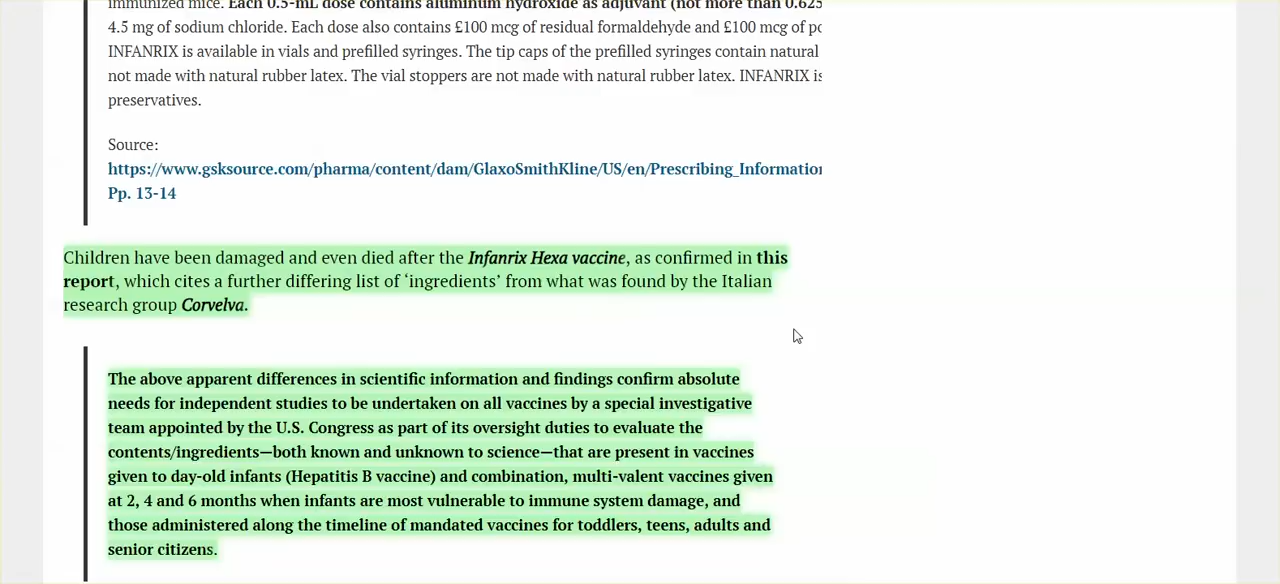 immunized mice. Each 0.5-mL dose contains aluminum hydroxide as adjuvant (not more than 0.625
4.5 mg of sodium chloride. Each dose also contains £100 mcg of residual formaldehyde and £100 mcg of po
INFANRIX is available in vials and prefilled syringes. The tip caps of the prefilled syringes contain natural
not made with natural rubber latex. The vial stoppers are not made with natural rubber latex. INFANRIX is
preservatives.
Source:
https://www.gsksource.com/pharma/content/dam/GlaxoSmithKline/US/en/Prescribing_Information
Pp. 13-14
Children have been damaged and even died after the Infanrix Hexa vaccine, as confirmed in this
report, which cites a further differing list of ‘ingredients’ from what was found by the Italian
research group Corvelva.
The above apparent differences in scientific information and findings confirm absolute
needs for independent studies to be undertaken on all vaccines by a special investigative
team appointed by the U.S. Congress as part of its oversight duties to evaluate the
contents/ingredients—both known and unknown to science—that are present in vaccines
given to day-old infants (Hepatitis B vaccine) and combination, multi-valent vaccines given
at 2, 4 and 6 months when infants are most vulnerable to immune system damage, and
those administered along the timeline of mandated vaccines for toddlers, teens, adults and
senior citizens.